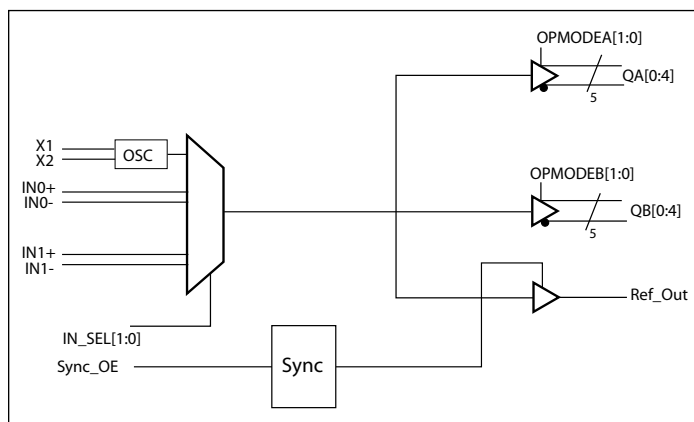 OPMODEA[1:0]
QA[0:4]
5
X1
X2
OSC
IN0+
IN0-
OPMODEB[1:0]
QB[0:4]
5
IN1+
IN1-
Ref_Out
IN_SEL[1:0]
Sync_OE
Sync